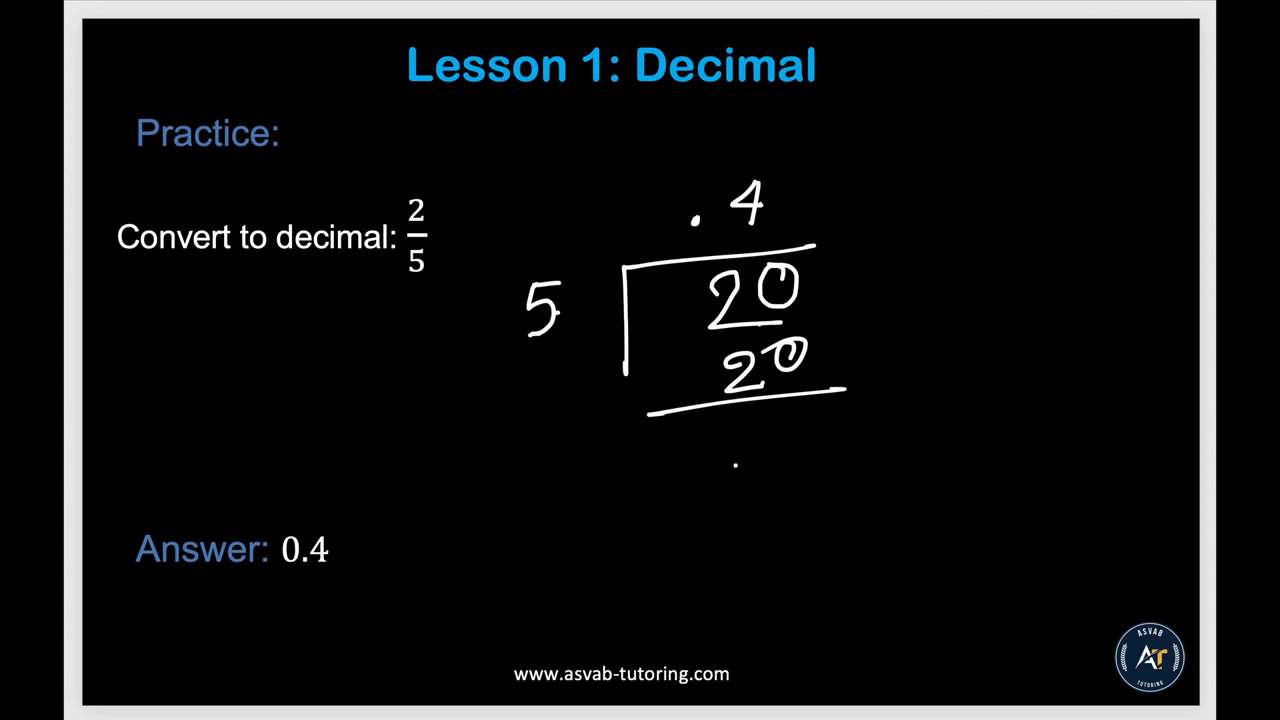 Lesson 1: Decimal
Practice:
Convert to decimal: 2/5
. 4
5 20
20
Answer: 0.4
www.asvab-tutoring.com
ASVAB
AT
TUTORING